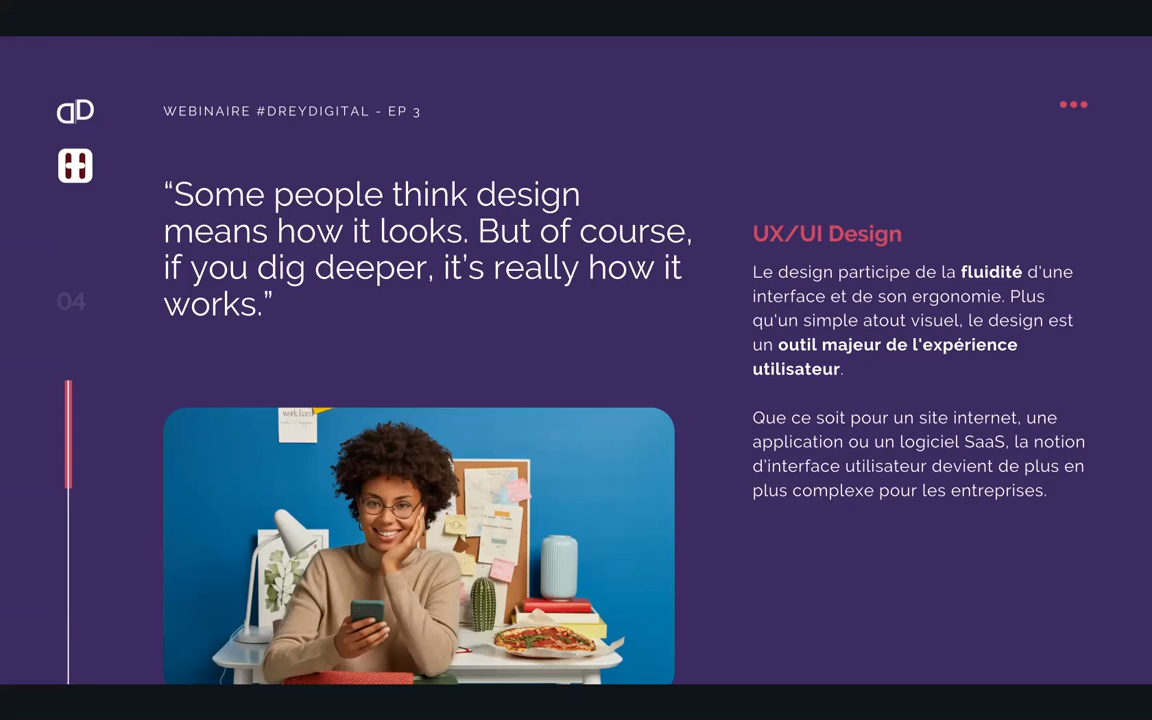 WEBINAIRE #DREYDIGITAL - EP 3
“Some people think design
means how it looks. But of course,
if you dig deeper, it’s really how it
works.”
04
UX/UI Design
Le design participe de la fluidité d'une
interface et de son ergonomie. Plus
qu'un simple atout visuel, le design est
un outil majeur de l'expérience
utilisateur.
Que ce soit pour un site internet, une
application ou un logiciel SaaS, la notion
d'interface utilisateur devient de plus en
plus complexe pour les entreprises.
work hard